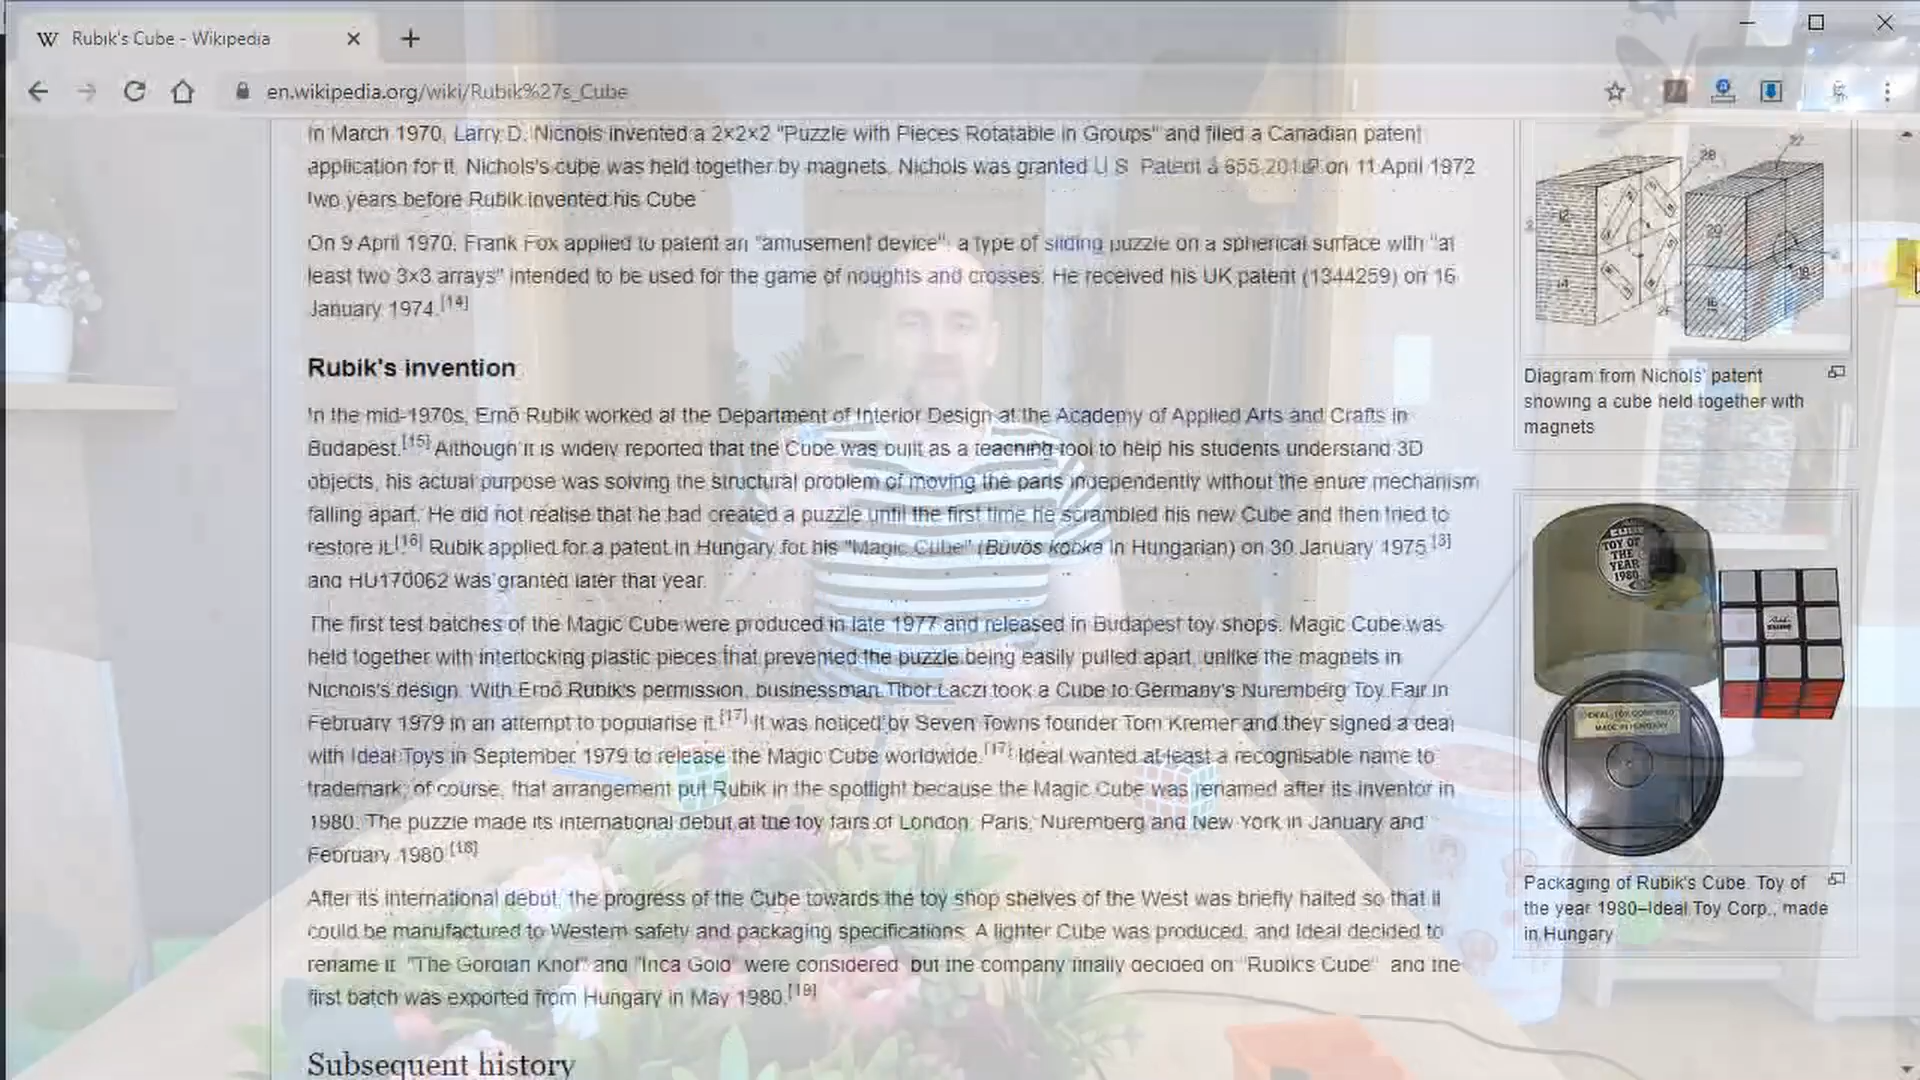 Rubik's Cube - Wikipedia
en.wikipedia.org/wiki/Rubik%27s_Cube
In March 1970, Larry D. Nichols invented a 2×2×2 "Puzzle with Pieces Rotatable in Groups" and filed a Canadian patent
application for it. Nichols's cube was held together by magnets. Nichols was granted U.S. Patent 3,655,201 on 11 April 1972
two years before Rubik invented his Cube
On 9 April 1970, Frank Fox applied to patent an "amusement device", a type of sliding puzzle on a spherical surface with "at
least two 3×3 arrays" intended to be used for the game of noughts and crosses. He received his UK patent (1344259) on 16
January 1974.[14]
Rubik's invention
In the mid-1970s, Ernő Rubik worked at the Department of Interior Design at the Academy of Applied Arts and Crafts in
Budapest.[15] Although it is widely reported that the Cube was built as a teaching tool to help his students understand 3D
objects, his actual purpose was solving the structural problem of moving the parts independently without the entire mechanism
falling apart. He did not realise that he had created a puzzle until the first time he scrambled his new Cube and then tried to
restore it.[16] Rubik applied for a patent in Hungary for his "Magic Cube" (Bűvös kocka in Hungarian) on 30 January 1975,[3]
and HU170062 was granted later that year.
The first test batches of the Magic Cube were produced in late 1977 and released in Budapest toy shops. Magic Cube was
held together with interlocking plastic pieces that prevented the puzzle being easily pulled apart, unlike the magnets in
Nichols's design. With Ernő Rubik's permission, businessman Tibor Laczi took a Cube to Germany's Nuremberg Toy Fair in
February 1979 in an attempt to popularise it.[17] It was noticed by Seven Towns founder Tom Kremer and they signed a deal
with Ideal Toys in September 1979 to release the Magic Cube worldwide.[17] Ideal wanted at least a recognisable name to
trademark; of course, that arrangement put Rubik in the spotlight because the Magic Cube was renamed after its inventor in
1980. The puzzle made its international debut at the toy fairs of London, Paris, Nuremberg and New York in January and
February 1980.[18]
After its international debut, the progress of the Cube towards the toy shop shelves of the West was briefly halted so that it
could be manufactured to Western safety and packaging specifications. A lighter Cube was produced, and Ideal decided to
rename it. "The Gordian Knot" and "Inca Gold" were considered, but the company finally decided on "Rubik's Cube", and the
first batch was exported from Hungary in May 1980.[19]
Subsequent history
Diagram from Nichols' patent
showing a cube held together with
magnets
TOY OF
THE
YEAR
1980
Packaging of Rubik's Cube. Toy of
the year 1980–Ideal Toy Corp., made
in Hungary